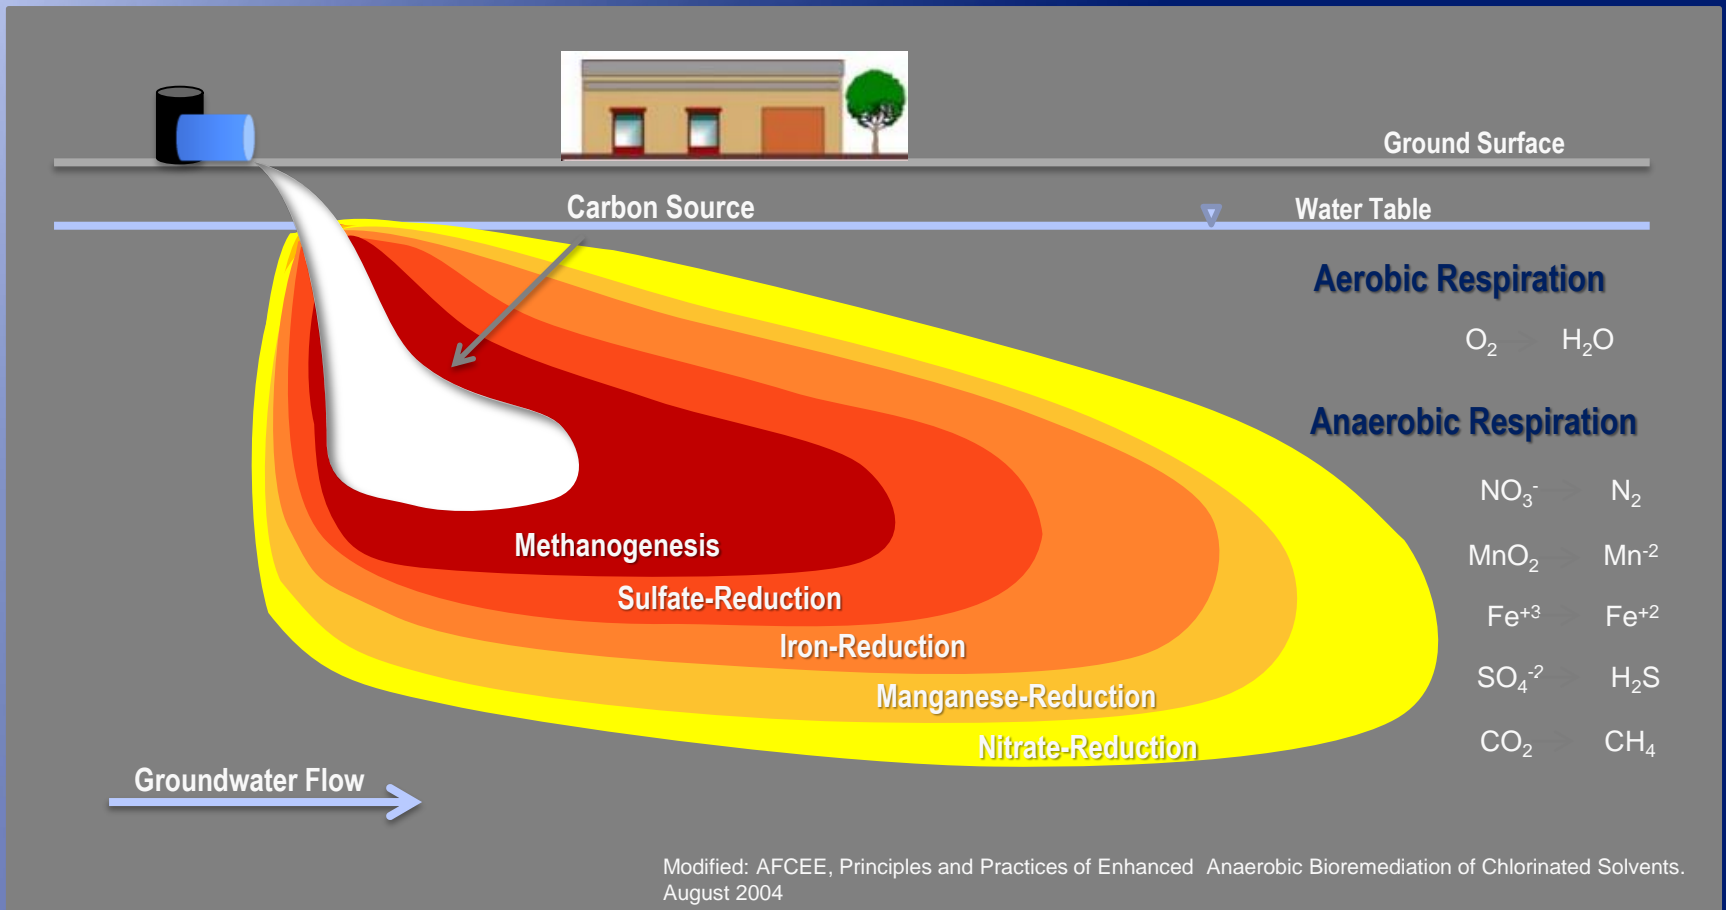 Ground Surface
Carbon Source
Water Table
Aerobic Respiration
O₂ → H₂O
Anaerobic Respiration
NO₃⁻ → N₂
MnO₂ → Mn⁻²
Fe⁺³ → Fe⁺²
SO₄⁻² → H₂S
CO₂ → CH₄
Methanogenesis
Sulfate-Reduction
Iron-Reduction
Manganese-Reduction
Nitrate-Reduction
Groundwater Flow
Modified: AFCEE, Principles and Practices of Enhanced Anaerobic Bioremediation of Chlorinated Solvents.
August 2004